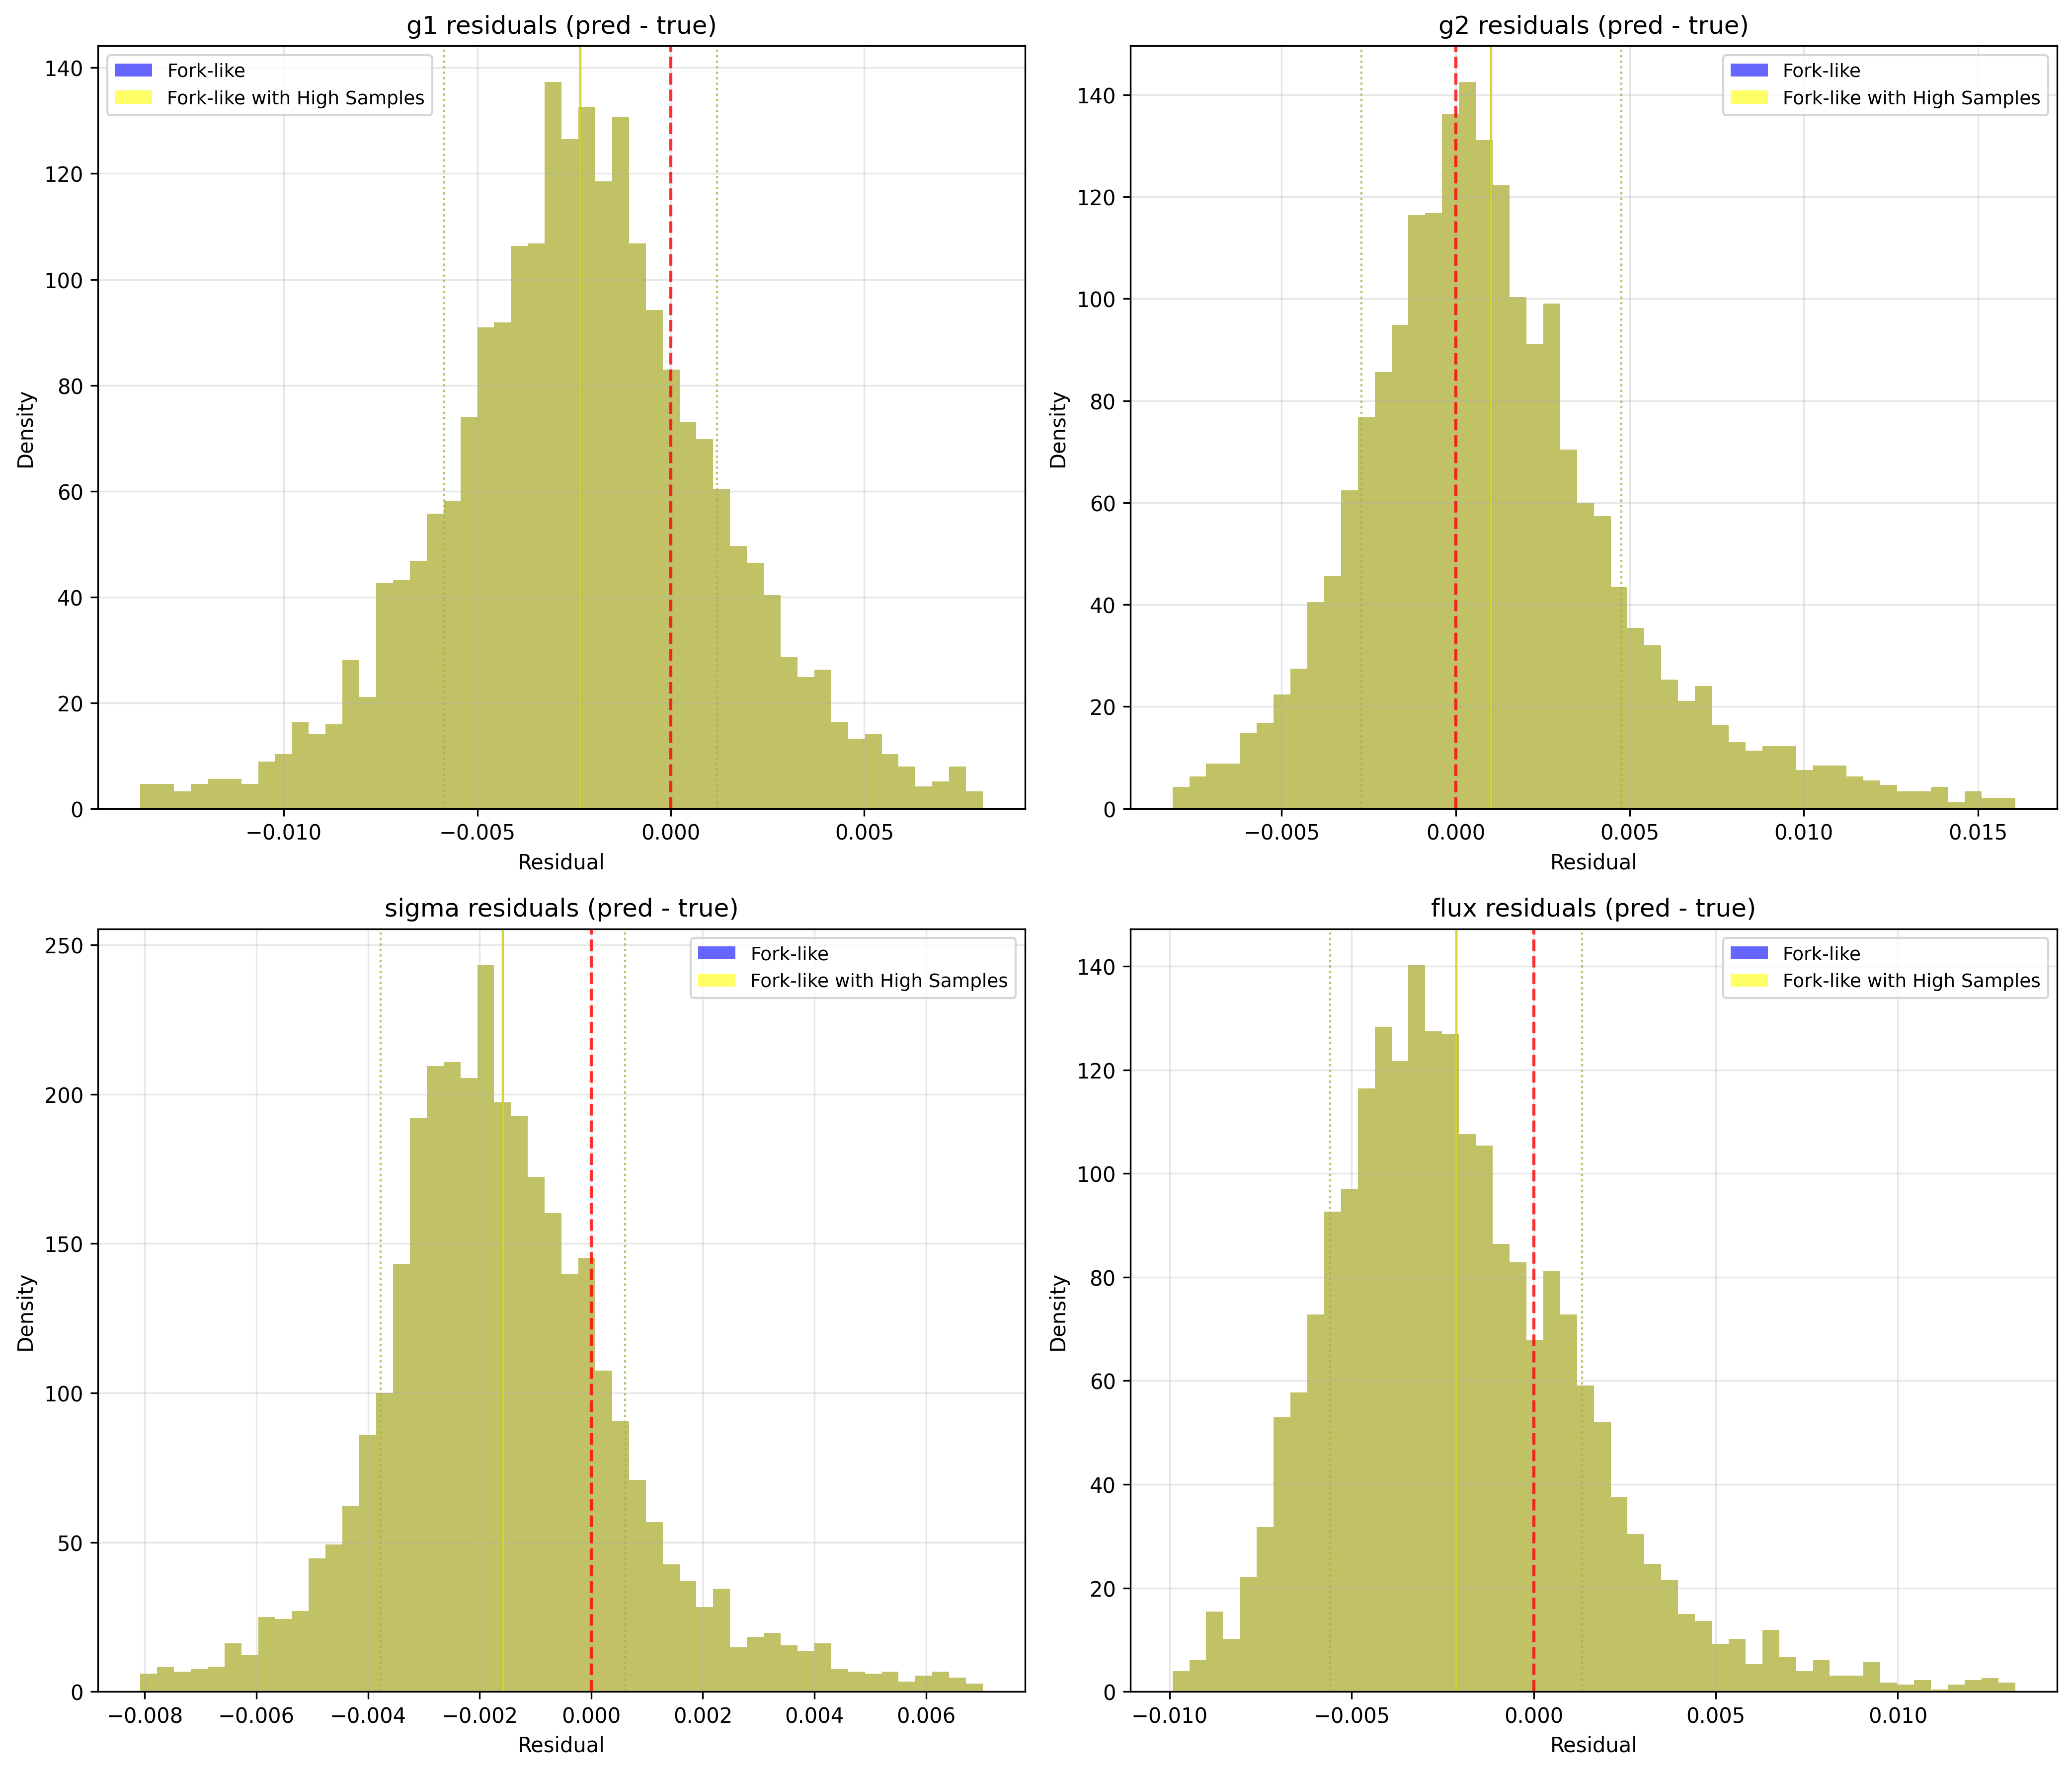 g1 residuals (pred - true)
Fork-like
Fork-like with High Samples
Density
140
120
100
80
60
40
20
0
−0.010
−0.005
0.000
0.005
Residual
g2 residuals (pred - true)
Fork-like
Fork-like with High Samples
Density
140
120
100
80
60
40
20
0
−0.005
0.000
0.005
0.010
0.015
Residual
sigma residuals (pred - true)
Fork-like
Fork-like with High Samples
Density
250
200
150
100
50
0
−0.008
−0.006
−0.004
−0.002
0.000
0.002
0.004
0.006
Residual
flux residuals (pred - true)
Fork-like
Fork-like with High Samples
Density
140
120
100
80
60
40
20
0
−0.010
−0.005
0.000
0.005
0.010
Residual